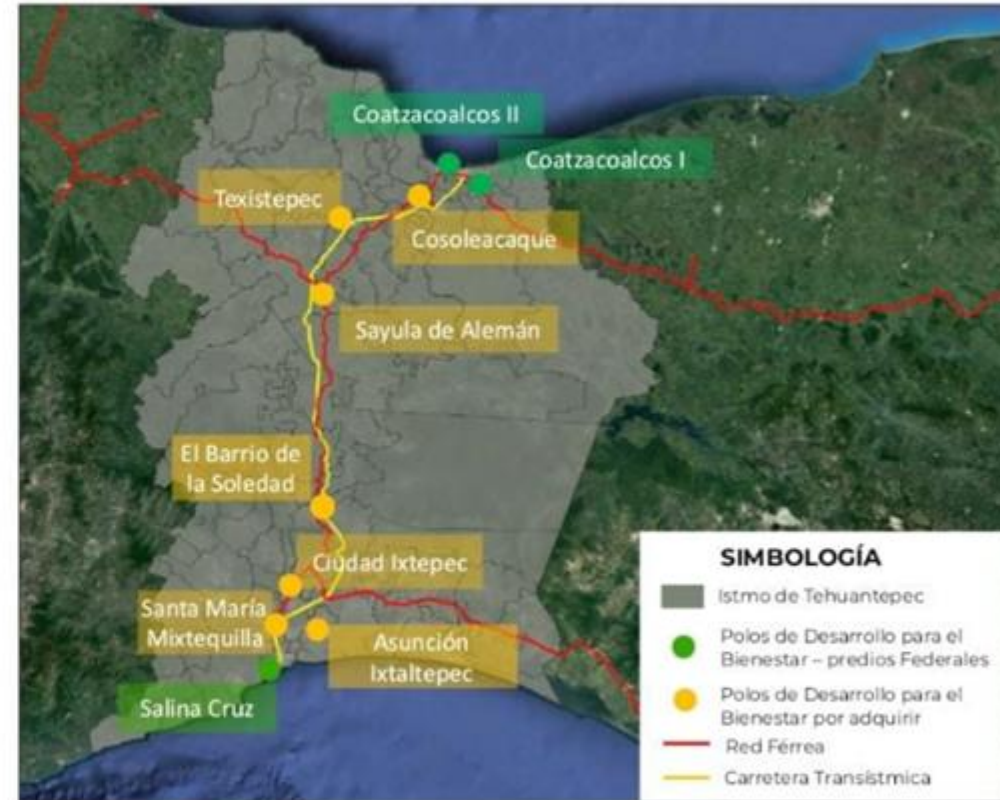 Coatzacoalcos II
Coatzacoalcos I
Texistepec
Cosoleacaque
Sayula de Alemán
El Barrio de
la Soledad
Ciudad Ixtepec
Santa María
Mixtequilla
Asunción
Ixtaltepec
Salina Cruz
SIMBOLOGÍA
Istmo de Tehuantepec
Polos de Desarrollo para el
Bienestar – predios Federales
Polos de Desarrollo para el
Bienestar por adquirir
Red Férrea
Carretera Transístmica